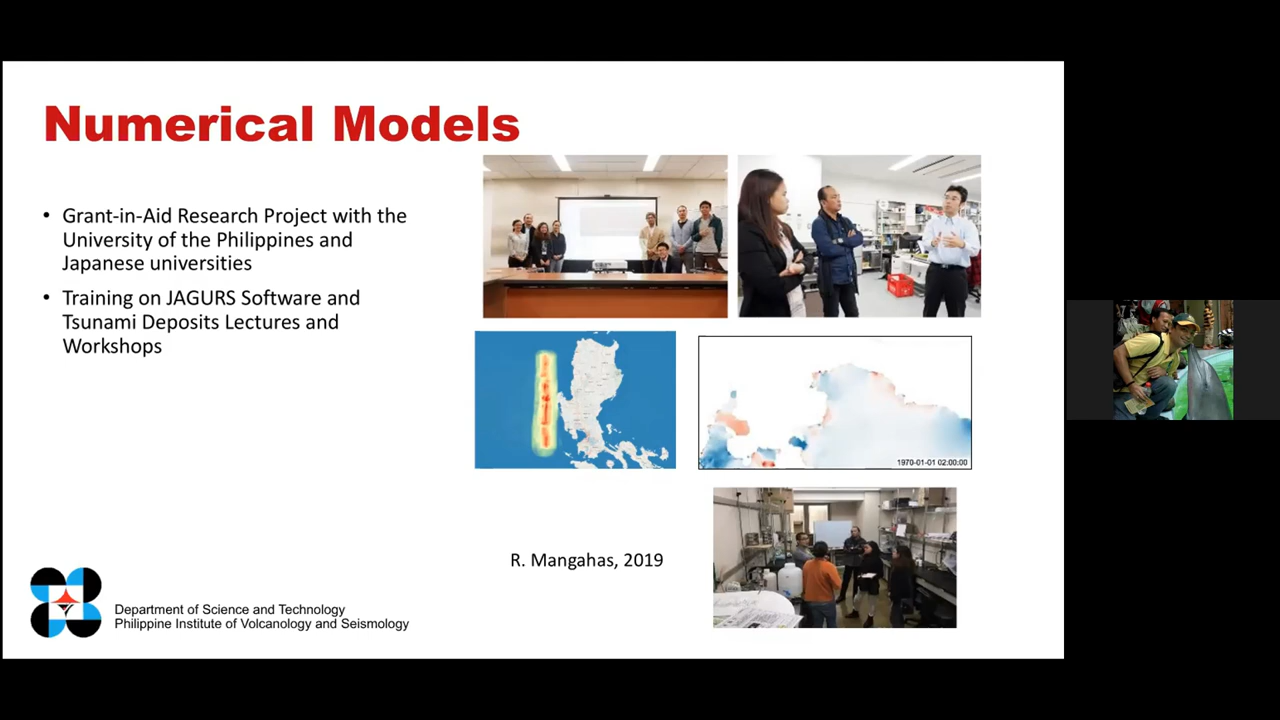 Numerical Models
• Grant-in-Aid Research Project with the
University of the Philippines and
Japanese universities
• Training on JAGURS Software and
Tsunami Deposits Lectures and
Workshops
1970-01-01 02:00:00
R. Mangahas, 2019
Department of Science and Technology
Philippine Institute of Volcanology and Seismology